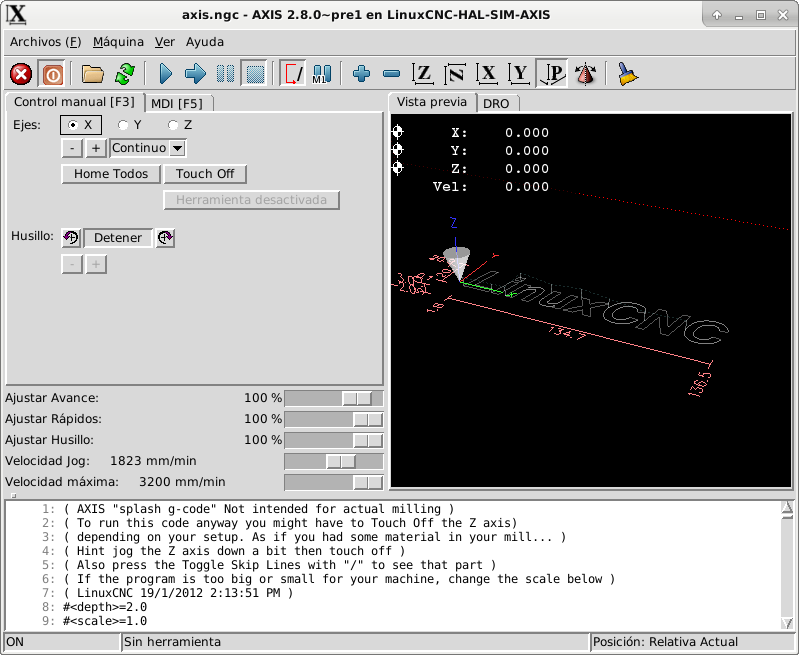 axis.ngc - AXIS 2.8.0~pre1 en LinuxCNC-HAL-SIM-AXIS
Archivos (F) Máquina Ver Ayuda
M1 Z N X Y P
Control manual [F3] MDI [F5]
Ejes: X Y Z
- + Continuo
Home Todos Touch Off
Herramienta desactivada
Husillo: Detener
- +
Vista previa DRO
X: 0.000
Y: 0.000
Z: 0.000
Vel: 0.000
Z
Y
X
LinuxCNC
1.8
134.7
136.5
Ajustar Avance: 100 %
Ajustar Rápidos: 100 %
Ajustar Husillo: 100 %
Velocidad Jog: 1823 mm/min
Velocidad máxima: 3200 mm/min
1: ( AXIS "splash g-code" Not intended for actual milling )
2: ( To run this code anyway you might have to Touch Off the Z axis)
3: ( depending on your setup. As if you had some material in your mill... )
4: ( Hint jog the Z axis down a bit then touch off )
5: ( Also press the Toggle Skip Lines with "/" to see that part )
6: ( If the program is too big or small for your machine, change the scale below )
7: ( LinuxCNC 19/1/2012 2:13:51 PM )
8: #<depth>=2.0
9: #<scale>=1.0
ON Sin herramienta Posición: Relativa Actual